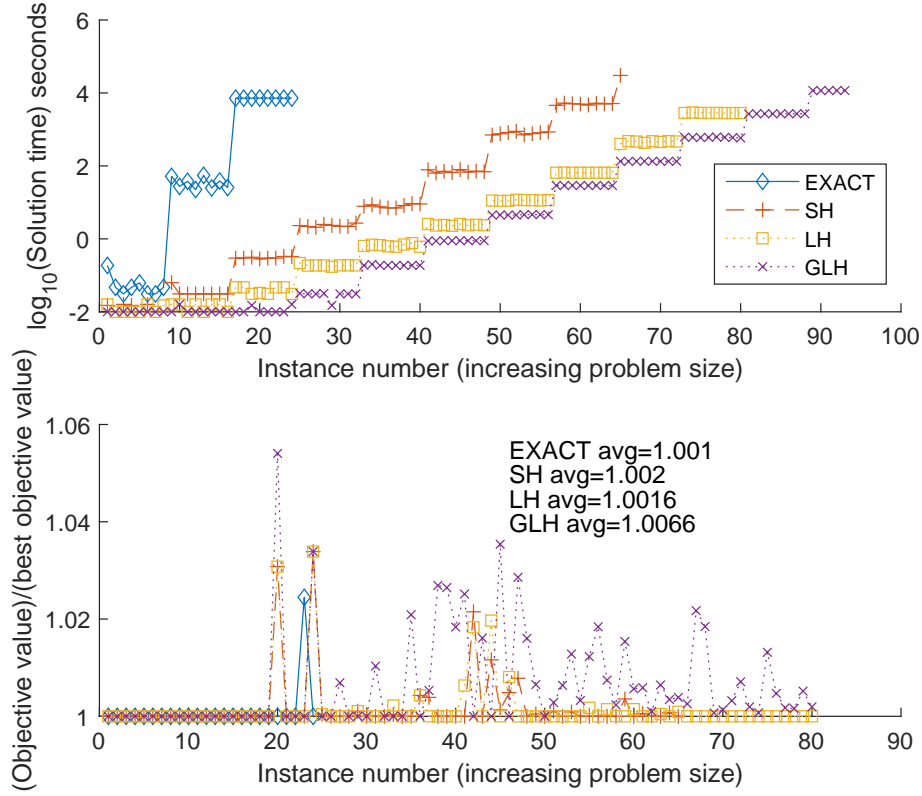 log10(Solution time) seconds
6
4
2
0
-2
0 10 20 30 40 50 60 70 80 90 100
Instance number (increasing problem size)
EXACT
SH
LH
GLH
(Objective value)/(best objective value)
1.06
1.04
1.02
1
EXACT avg=1.001
SH avg=1.002
LH avg=1.0016
GLH avg=1.0066
0 10 20 30 40 50 60 70 80 90
Instance number (increasing problem size)